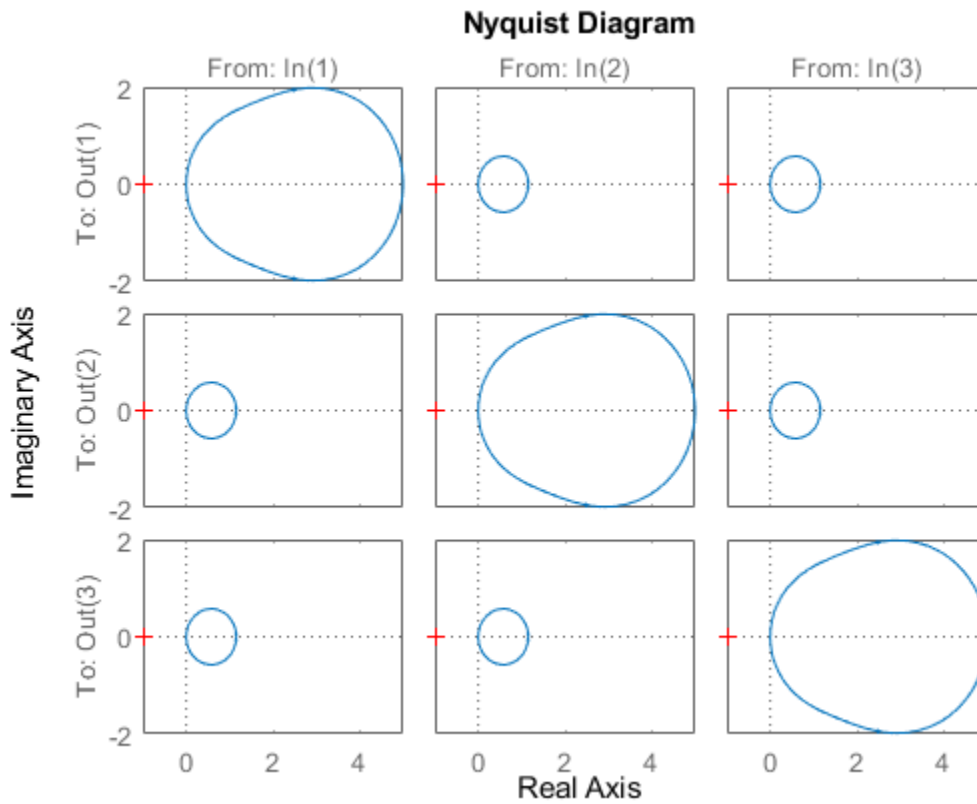 Nyquist Diagram
From: In(1) From: In(2) From: In(3)
To: Out(1)
2
0
-2
To: Out(2)
2
0
-2
To: Out(3)
2
0
-2
Imaginary Axis
0 2 4 0 2 4 0 2 4
Real Axis